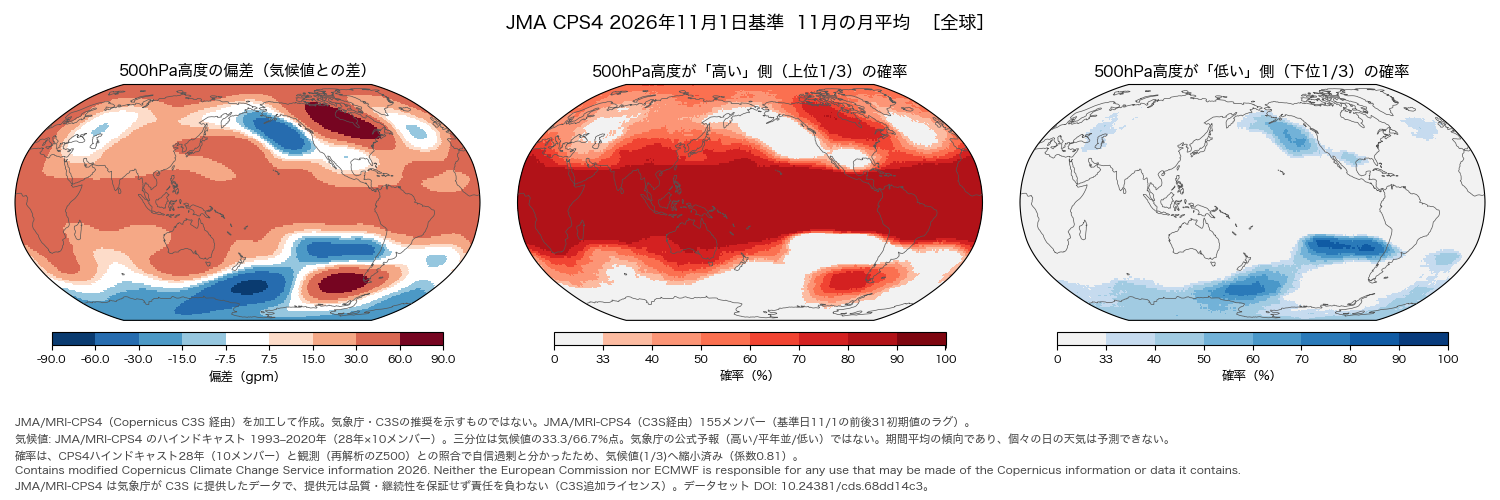 JMA CPS4 2026年11月1日基準 11月の月平均 ［全球］
500hPa高度の偏差（気候値との差）
500hPa高度が「高い」側（上位1/3）の確率
500hPa高度が「低い」側（下位1/3）の確率
-90.0 -60.0 -30.0 -15.0 -7.5 7.5 15.0 30.0 60.0 90.0
偏差（gpm）
0 33 40 50 60 70 80 90 100
確率（%）
0 33 40 50 60 70 80 90 100
確率（%）
JMA/MRI-CPS4（Copernicus C3S 経由）を加工して作成。気象庁・C3Sの推奨を示すものではない。JMA/MRI-CPS4（C3S経由）155メンバー（基準日11/1の前後31初期値のラグ）。
気候値: JMA/MRI-CPS4 のハインドキャスト 1993–2020年（28年×10メンバー）。三分位は気候値の33.3/66.7%点。気象庁の公式予報（高い/平年並/低い）ではない。期間平均の傾向であり、個々の日の天気は予測できない。
確率は、CPS4ハインドキャスト28年（10メンバー）と観測（再解析のZ500）との照合で自信過剰と分かったため、気候値(1/3)へ縮小済み（係数0.81）。
Contains modified Copernicus Climate Change Service information 2026. Neither the European Commission nor ECMWF is responsible for any use that may be made of the Copernicus information or data it contains.
JMA/MRI-CPS4 は気象庁が C3S に提供したデータで、提供元は品質・継続性を保証せず責任を負わない（C3S追加ライセンス）。データセット DOI: 10.24381/cds.68dd14c3。